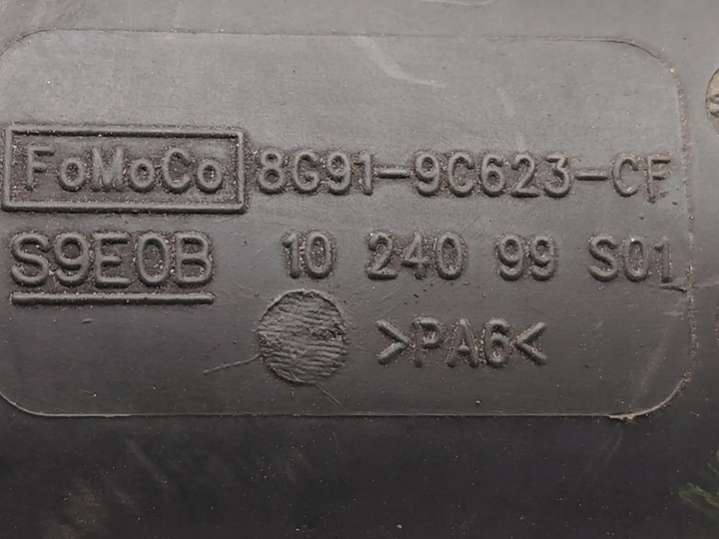 FoMoCo 8G91-9C623-CF
S9E0B 10 240 99 S01
>PA6<